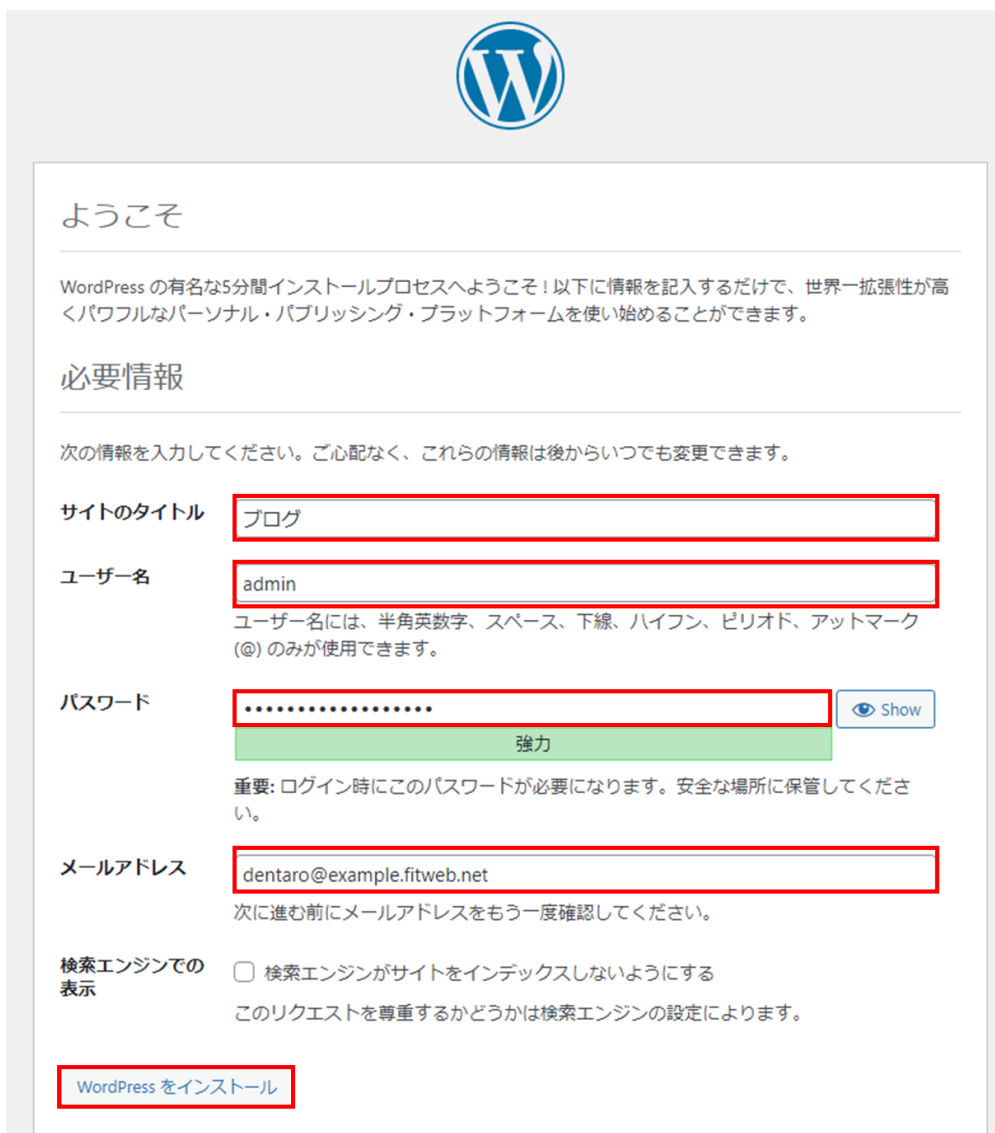 ようこそ
WordPress の有名な5分間インストールプロセスへようこそ ! 以下に情報を記入するだけで、世界一拡張性が高
くパワフルなパーソナル・パブリッシング・プラットフォームを使い始めることができます。
必要情報
次の情報を入力してください。ご心配なく、これらの情報は後からいつでも変更できます。
サイトのタイトル
ブログ
ユーザー名
admin
ユーザー名には、半角英数字、スペース、下線、ハイフン、ピリオド、アットマーク
(@) のみが使用できます。
パスワード
••••••••••••••••••
Show
強力
重要: ログイン時にこのパスワードが必要になります。安全な場所に保管してくださ
い。
メールアドレス
dentaro@example.fitweb.net
次に進む前にメールアドレスをもう一度確認してください。
検索エンジンでの
表示
検索エンジンがサイトをインデックスしないようにする
このリクエストを尊重するかどうかは検索エンジンの設定によります。
WordPress をインストール